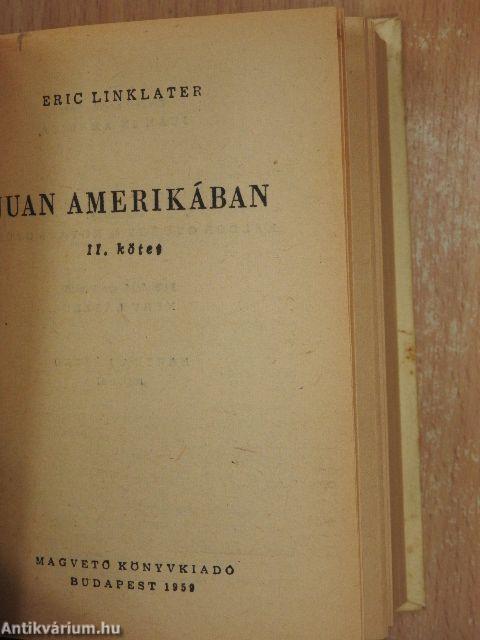 ERIC LINKLATER
JUAN AMERIKÁBAN
II. kötet
MAGVETŐ KÖNYVKIADÓ
BUDAPEST 1959
Antikvárium.hu